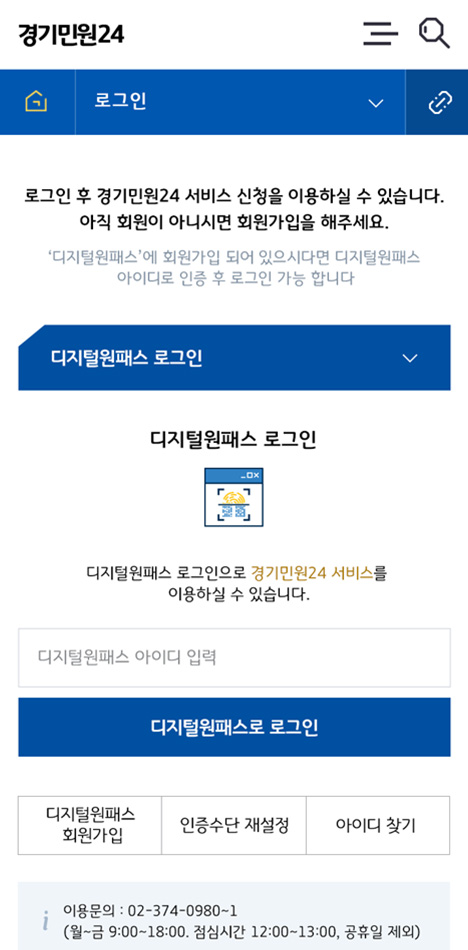 경기민원24
로그인
로그인 후 경기민원24 서비스 신청을 이용하실 수 있습니다.
아직 회원이 아니시면 회원가입을 해주세요.
‘디지털원패스’에 회원가입 되어 있으시다면 디지털원패스
아이디로 인증 후 로그인 가능 합니다
디지털원패스 로그인
디지털원패스 로그인
디지털원패스 로그인으로 경기민원24 서비스를
이용하실 수 있습니다.
디지털원패스 아이디 입력
디지털원패스로 로그인
디지털원패스
회원가입
인증수단 재설정
아이디 찾기
이용문의 : 02-374-0980~1
(월~금 9:00~18:00. 점심시간 12:00~13:00, 공휴일 제외)